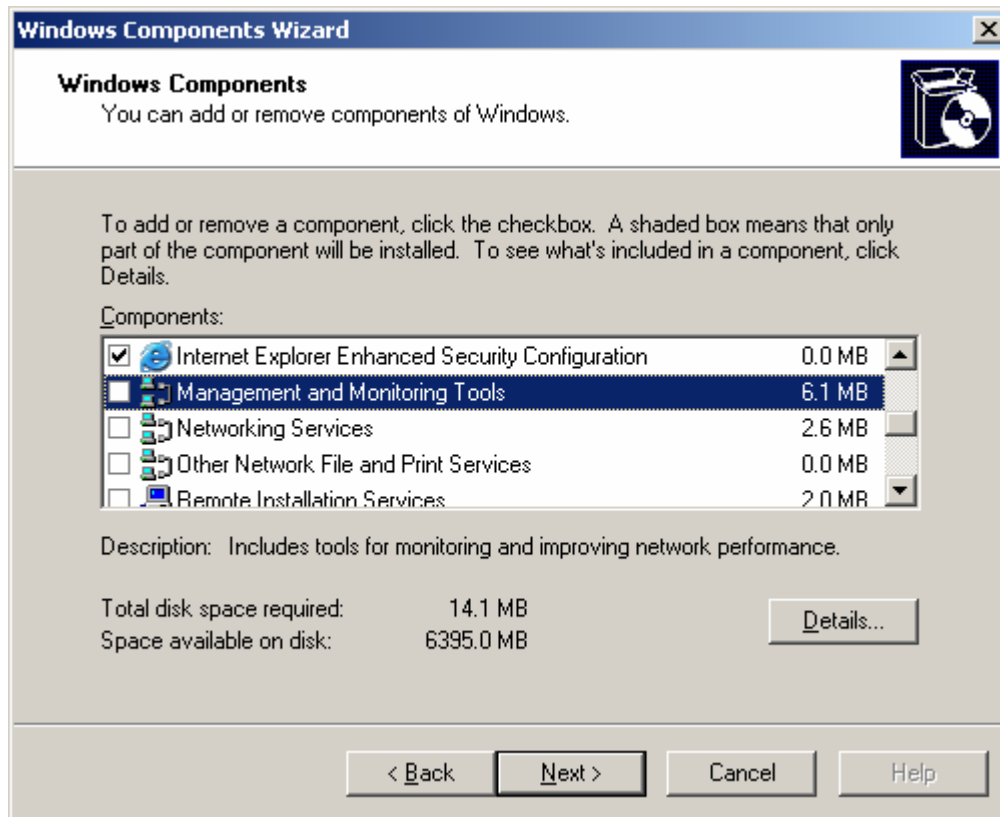 Windows Components Wizard
Windows Components
You can add or remove components of Windows.
To add or remove a component, click the checkbox. A shaded box means that only
part of the component will be installed. To see what's included in a component, click
Details.
Components:
Internet Explorer Enhanced Security Configuration 0.0 MB
Management and Monitoring Tools 6.1 MB
Networking Services 2.6 MB
Other Network File and Print Services 0.0 MB
Remote Installation Services 2.0 MB
Description: Includes tools for monitoring and improving network performance.
Total disk space required: 14.1 MB
Space available on disk: 6395.0 MB
Details...
< Back Next > Cancel Help